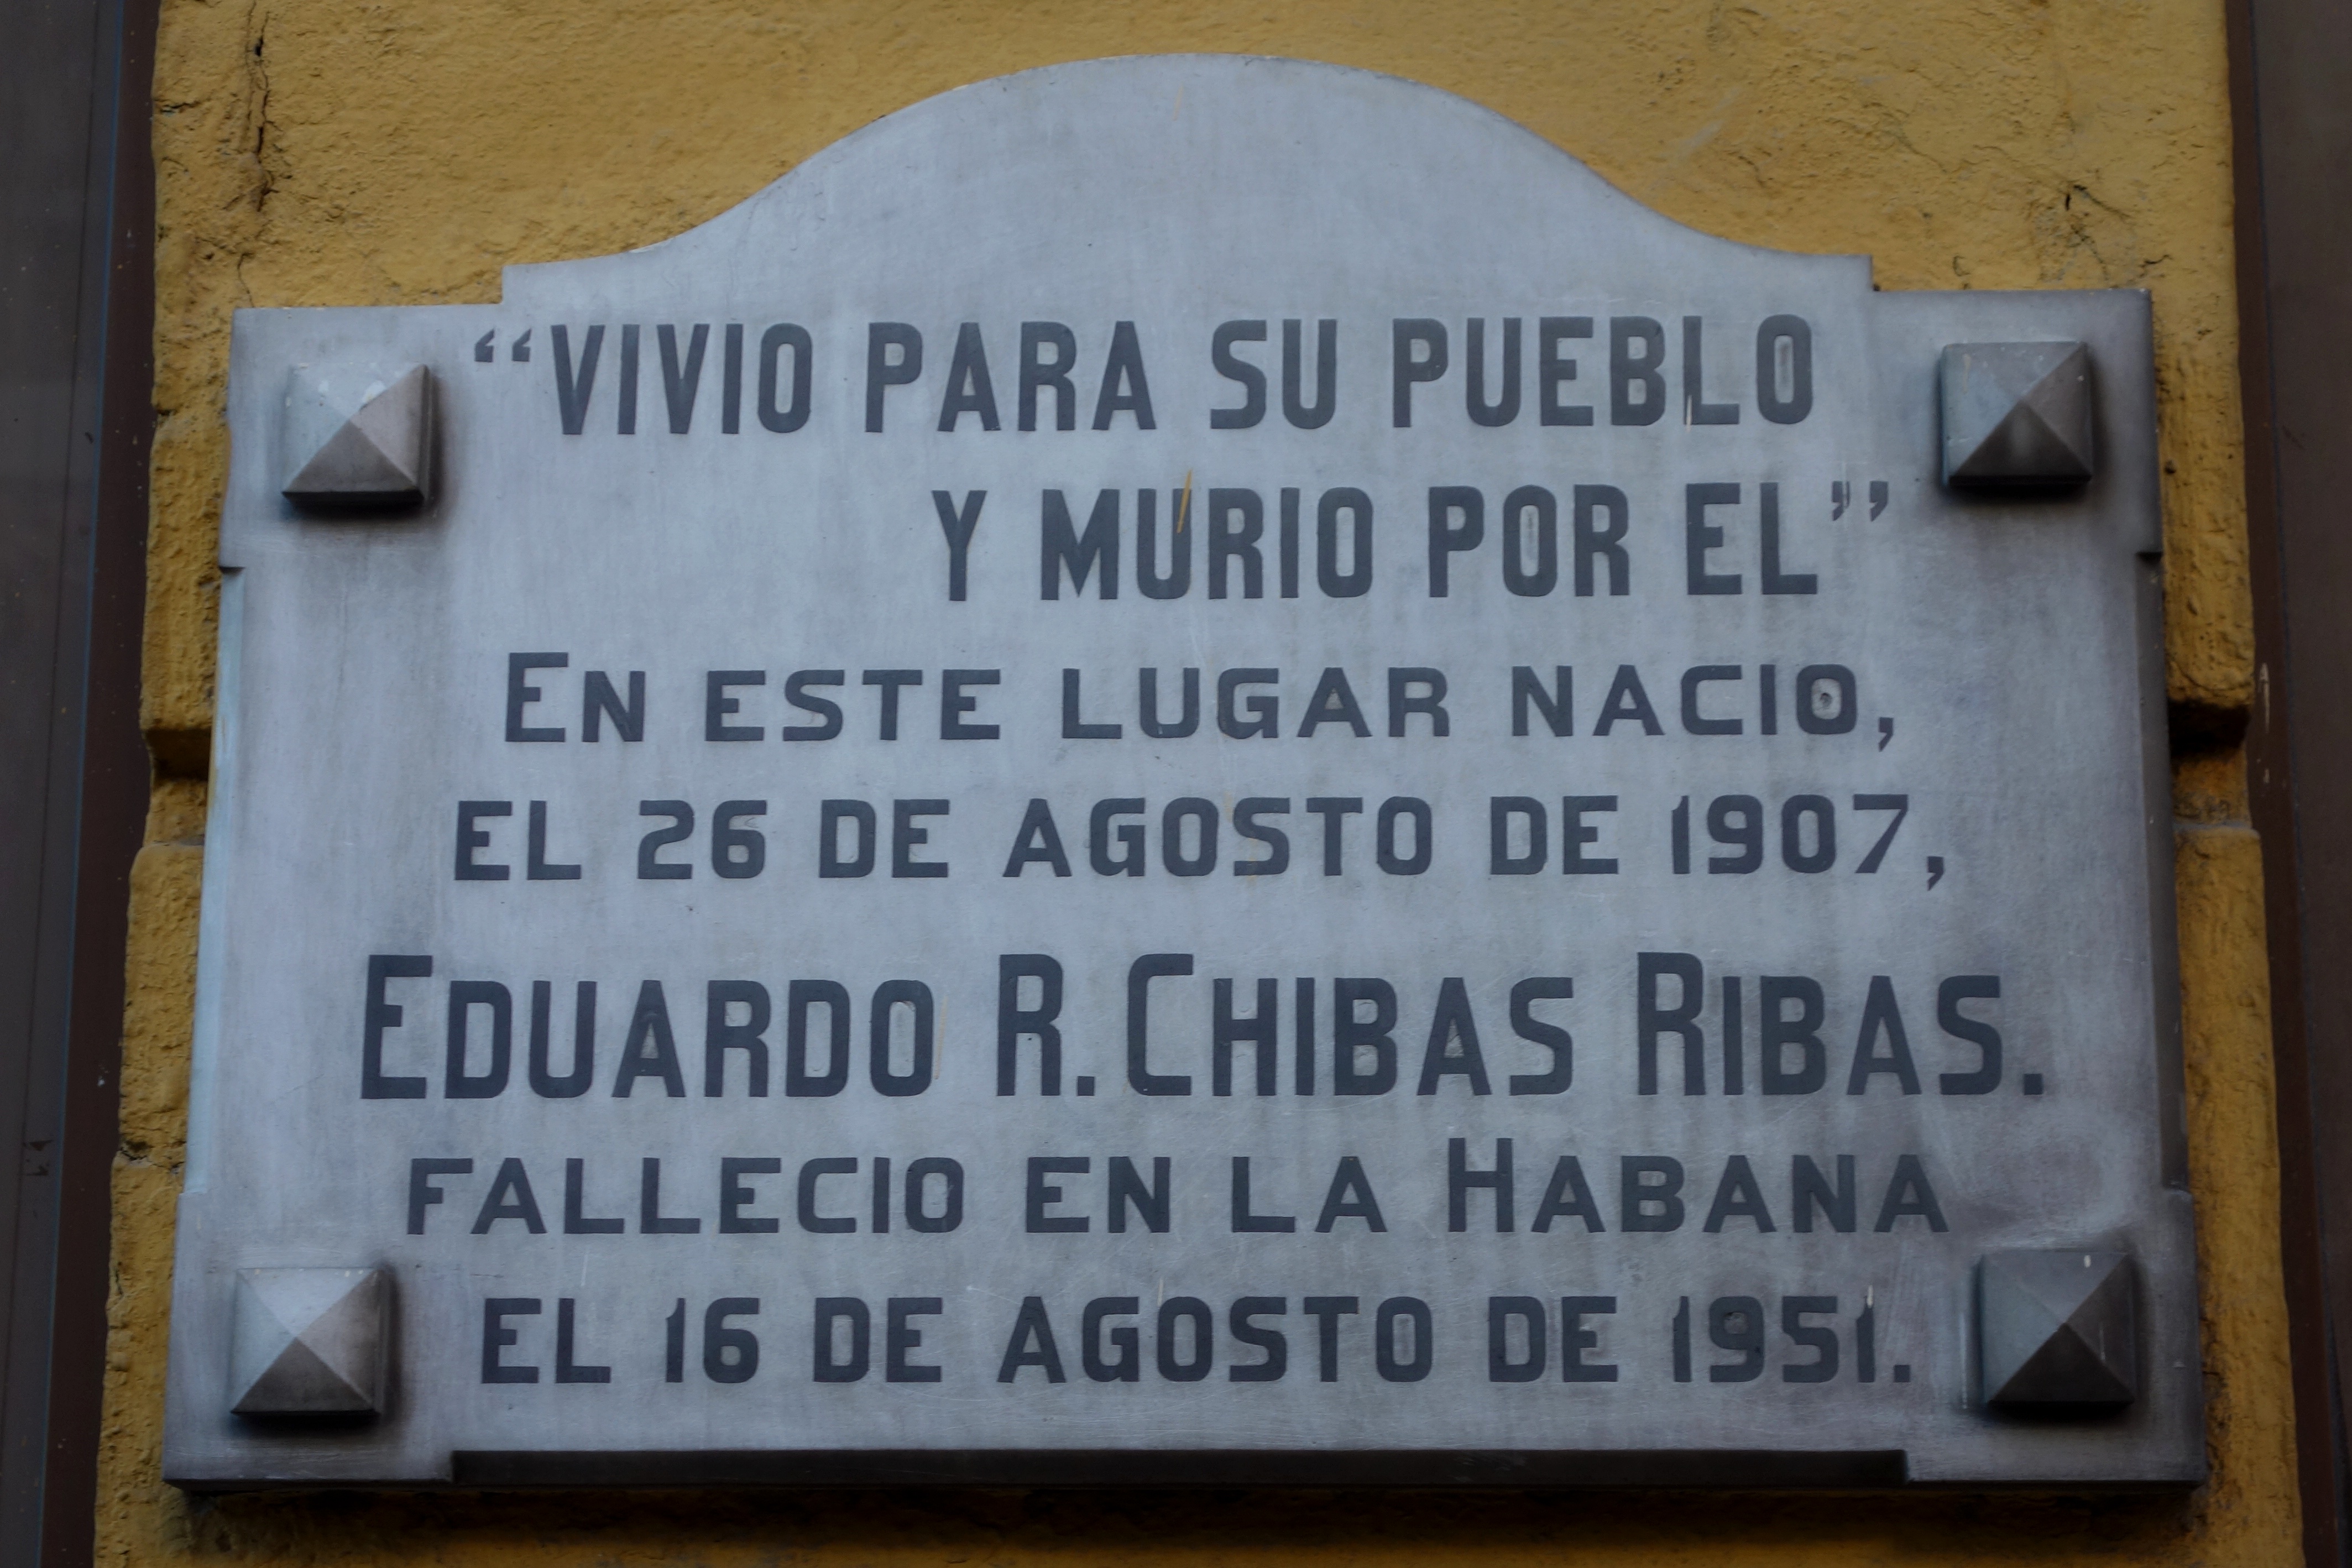 “VIVIO PARA SU PUEBLO
Y MURIO POR EL”
EN ESTE LUGAR NACIO,
EL 26 DE AGOSTO DE 1907,
EDUARDO R. CHIBAS RIBAS.
FALLECIO EN LA HABANA
EL 16 DE AGOSTO DE 1951.